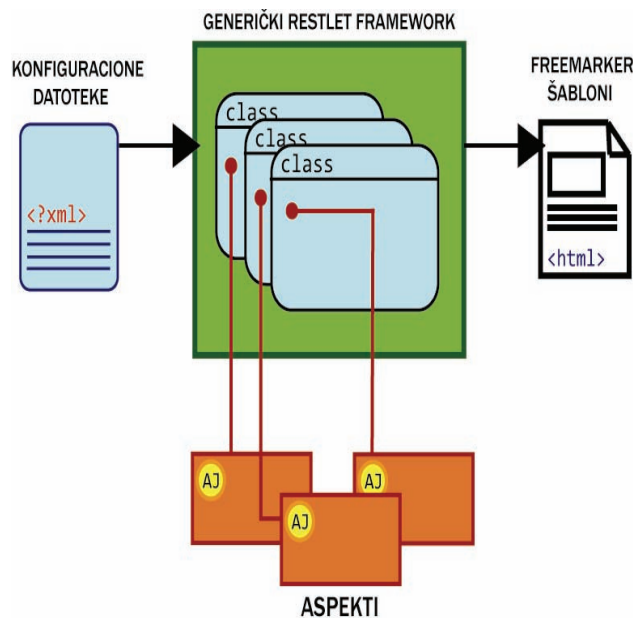 GENERIČKI RESTLET FRAMEWORK
KONFIGURACIONE
DATOTEKE
FREEMARKER
ŠABLONI
class
class
class
<?xml>
<html>
AJ
AJ
AJ
ASPEKTI